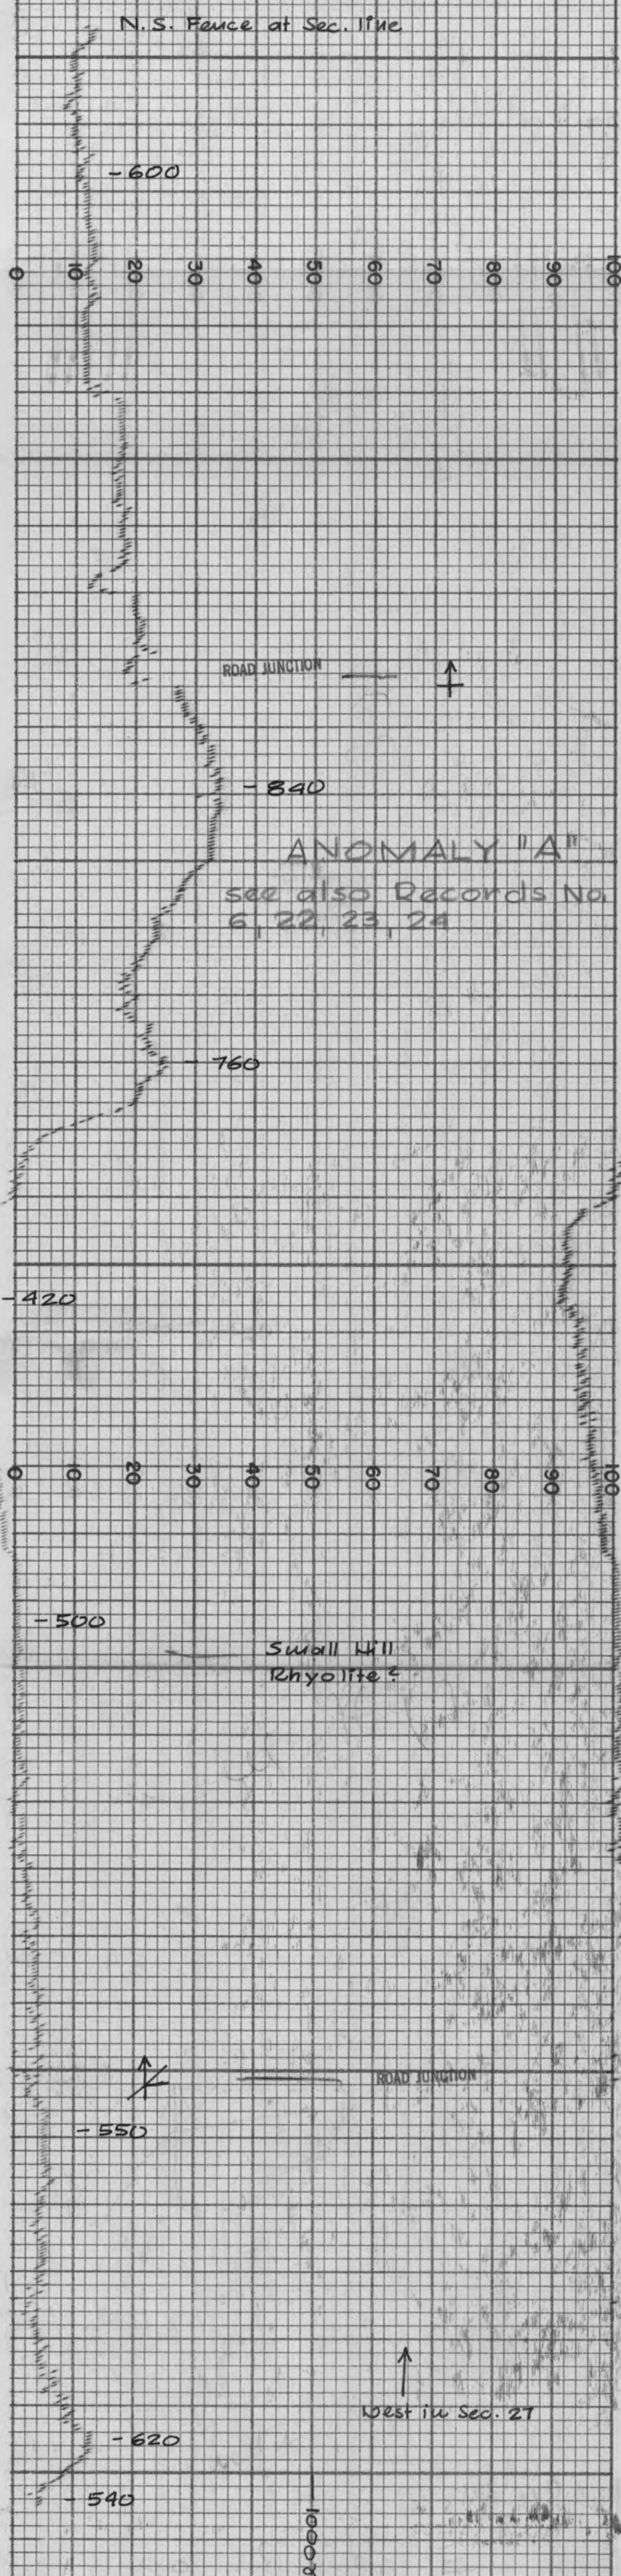 N.S. Fence at Sec. line
- 600
0 10 20 30 40 50 60 70 80 90 100
ROAD JUNCTION
- 840
ANOMALY "A"
see also Records No.
6, 22, 23, 24
- 760
- 420
0 10 20 30 40 50 60 70 80 90 100
- 500
Small Hill
Rhyolite?
ROAD JUNCTION
- 550
West in Sec. 27
- 620
- 540